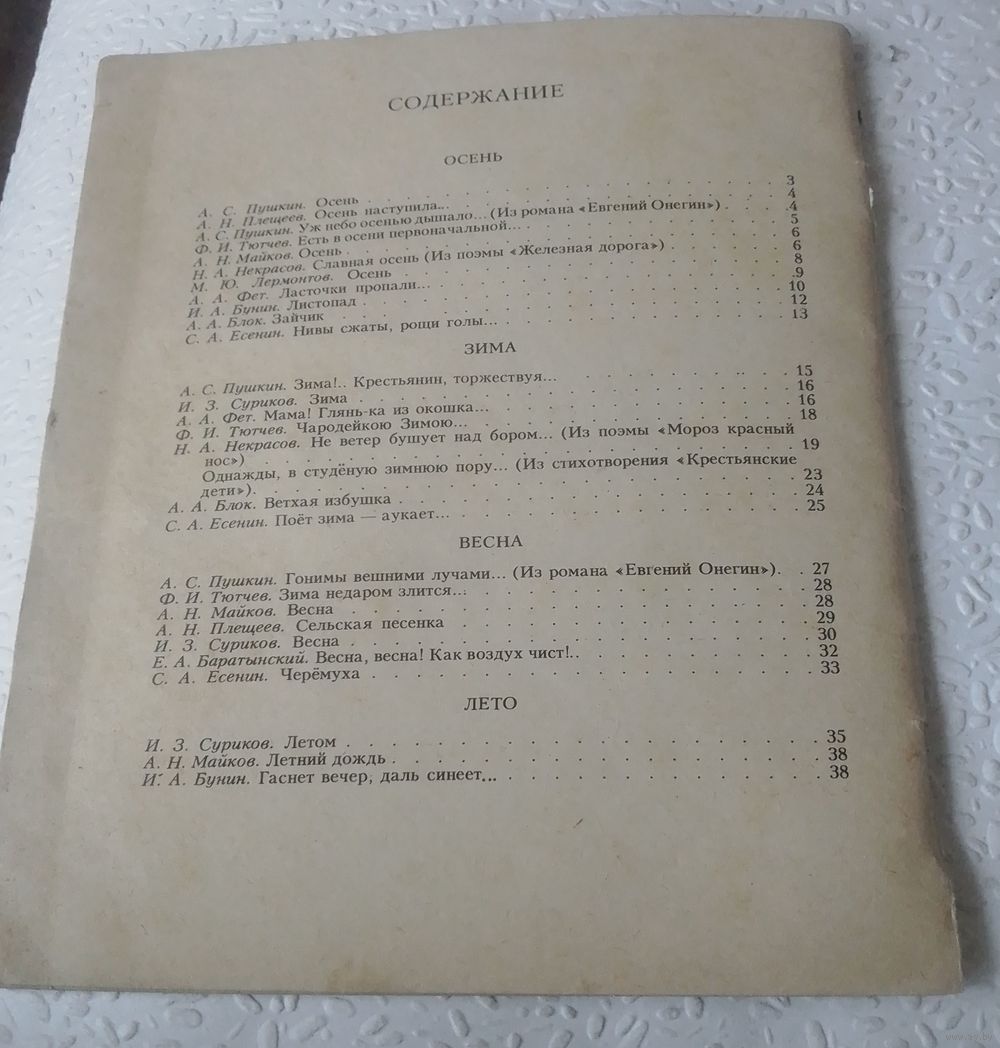 СОДЕРЖАНИЕ
ОСЕНЬ
А. С. Пушкин. Осень . . . . . . . . . . . . . . . . 3
А. Н. Плещеев. Осень наступила... . . . . . . . . . . . . . 4
А. С. Пушкин. Уж небо осенью дышало... (Из романа «Евгений Онегин») . . . 4
Ф. И. Тютчев. Есть в осени первоначальной... . . . . . . . . . . 5
А. Н. Майков. Осень . . . . . . . . . . . . . . . . 6
Н. А. Некрасов. Славная осень (Из поэмы «Железная дорога») . . . . . 6
М. Ю. Лермонтов. Осень . . . . . . . . . . . . . . 8
А. А. Фет. Ласточки пропали... . . . . . . . . . . . . . . 9
И. А. Бунин. Листопад . . . . . . . . . . . . . . . 10
А. А. Блок. Зайчик . . . . . . . . . . . . . . . . 12
С. А. Есенин. Нивы сжаты, рощи голы... . . . . . . . . . . . 13
ЗИМА
А. С. Пушкин. Зима!.. Крестьянин, торжествуя... . . . . . . . . . 15
И. З. Суриков. Зима . . . . . . . . . . . . . . . . 16
А. А. Фет. Мама! Глянь-ка из окошка... . . . . . . . . . . . 16
Ф. И. Тютчев. Чародейкою Зимою... . . . . . . . . . . . . 18
Н. А. Некрасов. Не ветер бушует над бором... (Из поэмы «Мороз красный
нос») . . . . . . . . . . . . . . . . . . . . 19
Однажды, в студёную зимнюю пору... (Из стихотворения «Крестьянские
дети»). . . . . . . . . . . . . . . . . . . . 23
А. А. Блок. Ветхая избушка . . . . . . . . . . . . . . 24
С. А. Есенин. Поёт зима — аукает... . . . . . . . . . . . . 25
ВЕСНА
А. С. Пушкин. Гонимы вешними лучами... (Из романа «Евгений Онегин»). . . 27
Ф. И. Тютчев. Зима недаром злится... . . . . . . . . . . . . 28
А. Н. Майков. Весна . . . . . . . . . . . . . . . . 28
А. Н. Плещеев. Сельская песенка . . . . . . . . . . . . 29
И. З. Суриков. Весна . . . . . . . . . . . . . . . . 30
Е. А. Баратынский. Весна, весна! Как воздух чист!.. . . . . . . . . 32
С. А. Есенин. Черёмуха . . . . . . . . . . . . . . . 33
ЛЕТО
И. З. Суриков. Летом . . . . . . . . . . . . . . . . 35
А. Н. Майков. Летний дождь . . . . . . . . . . . . . . 38
И. А. Бунин. Гаснет вечер, даль синеет... . . . . . . . . . . . 38